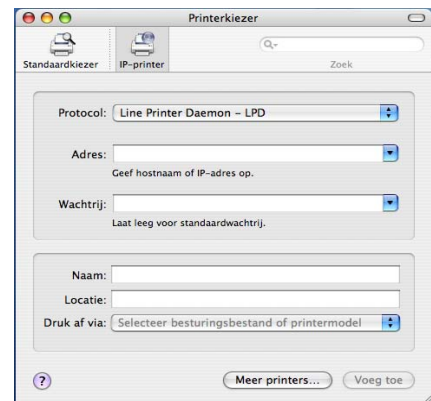 Printerkiezer
Standaardkiezer
IP-printer
Zoek
Protocol: Line Printer Daemon – LPD
Adres:
Geef hostnaam of IP-adres op.
Wachtrij:
Laat leeg voor standaardwachtrij.
Naam:
Locatie:
Druk af via: Selecteer besturingsbestand of printermodel
? Meer printers... Voeg toe